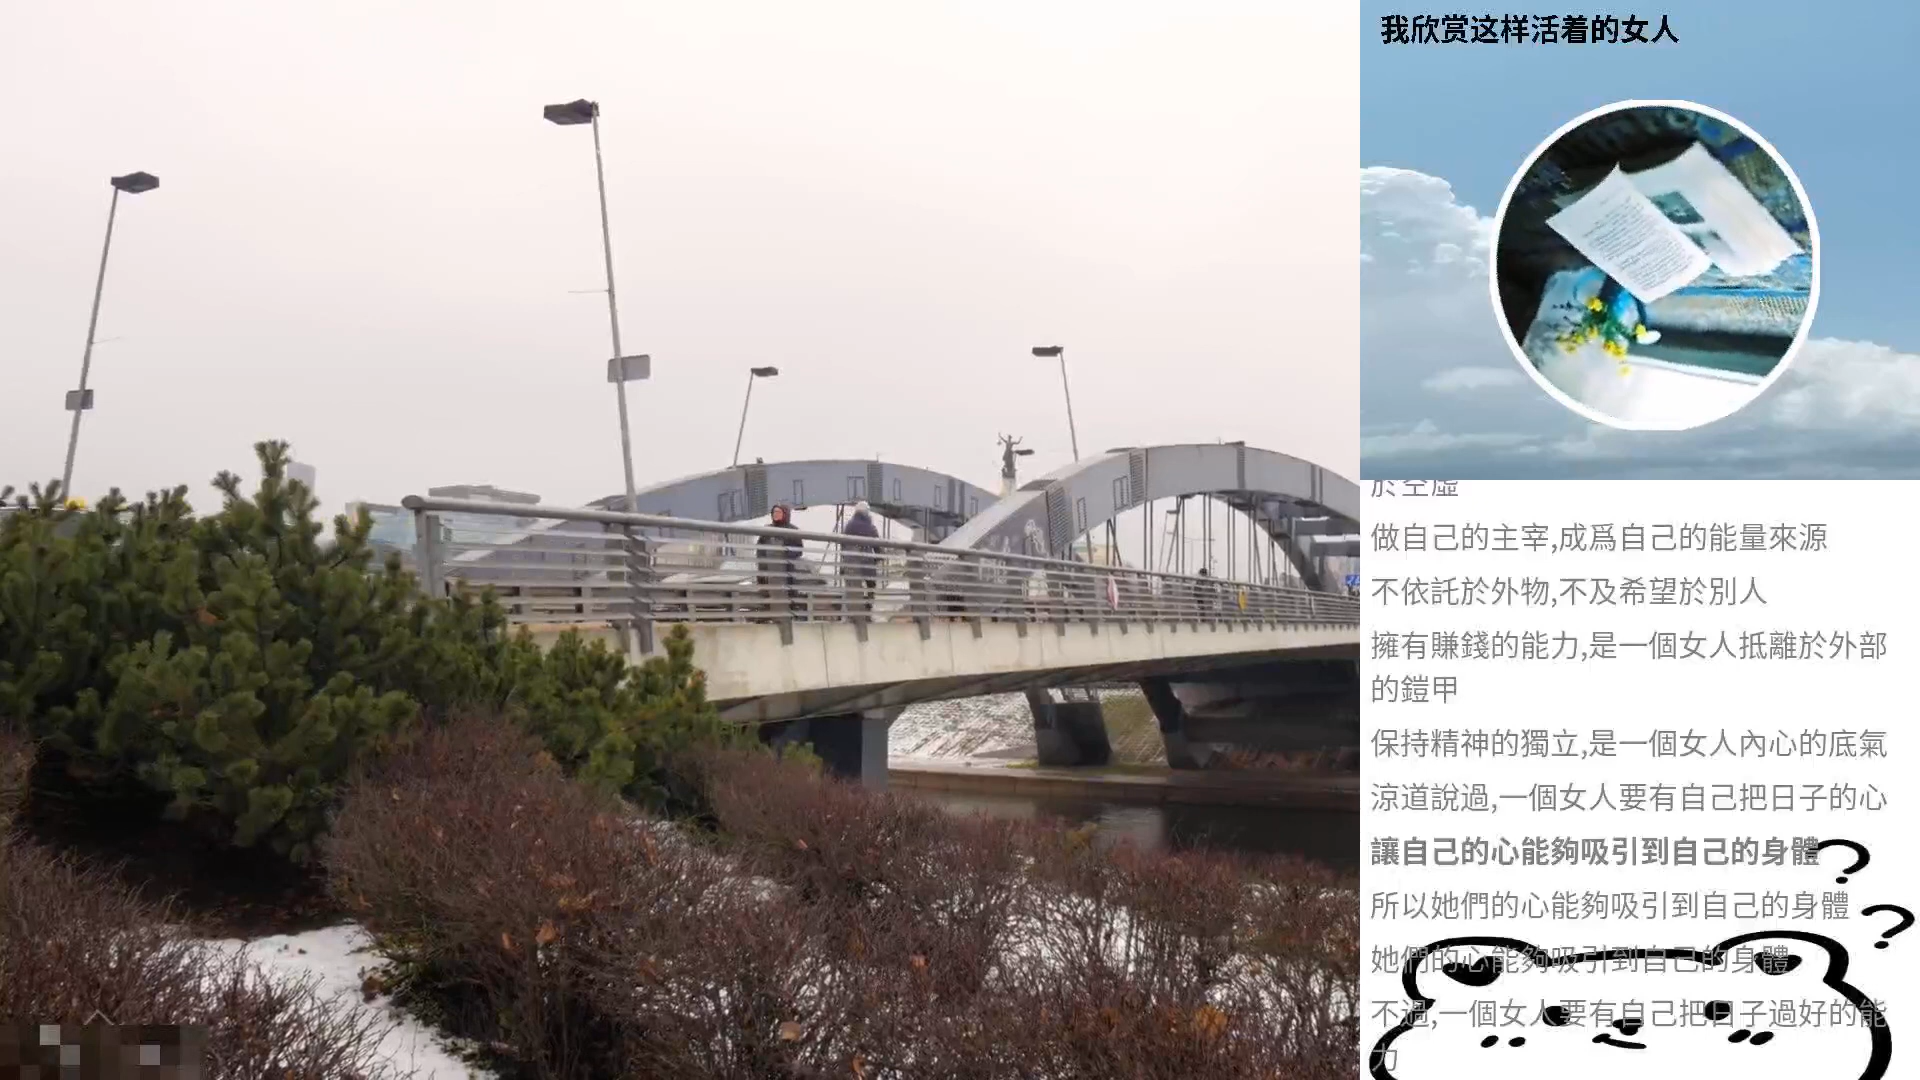 我欣赏这样活着的女人
於空虛
做自己的主宰,成爲自己的能量來源
不依託於外物,不及希望於別人
擁有賺錢的能力,是一個女人抵離於外部
的鎧甲
保持精神的獨立,是一個女人內心的底氣
涼道說過,一個女人要有自己把日子的心
讓自己的心能夠吸引到自己的身體
所以她們的心能夠吸引到自己的身體
她們的心能夠吸引到自己的身體
不過,一個女人要有自己把日子過好的能
力